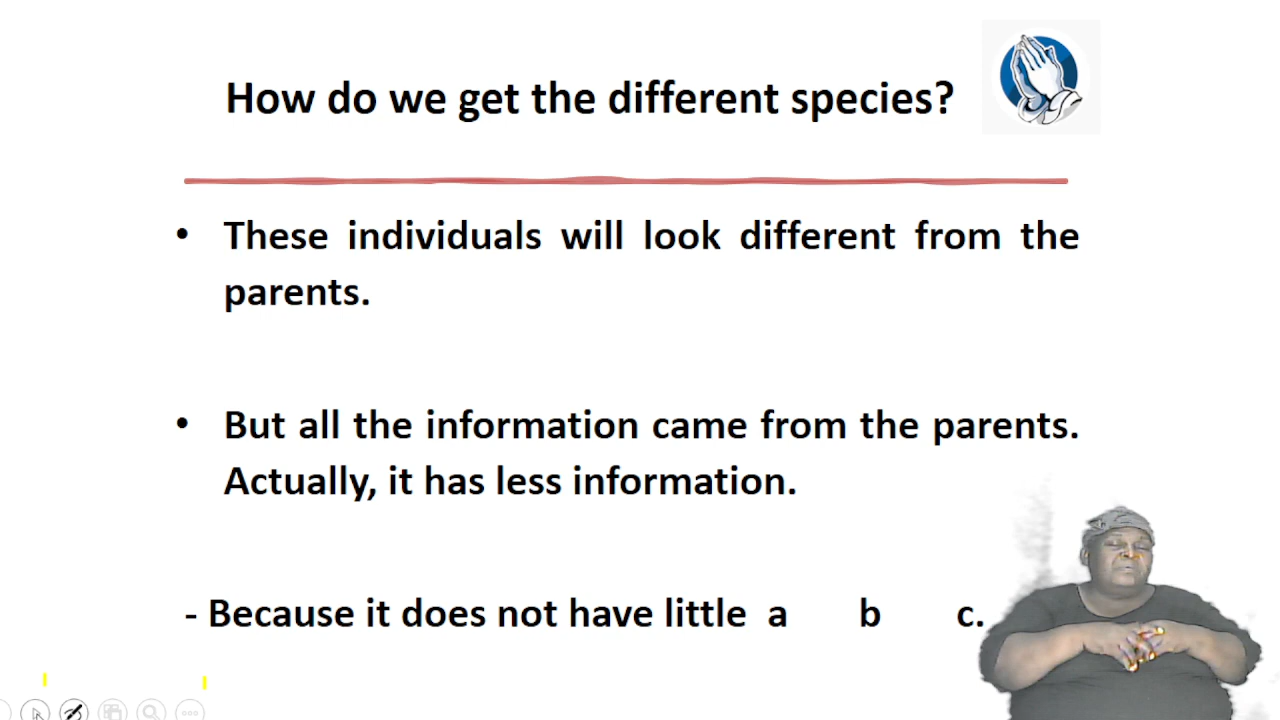 How do we get the different species?
• These individuals will look different from the
parents.
• But all the information came from the parents.
Actually, it has less information.
- Because it does not have little a b c.